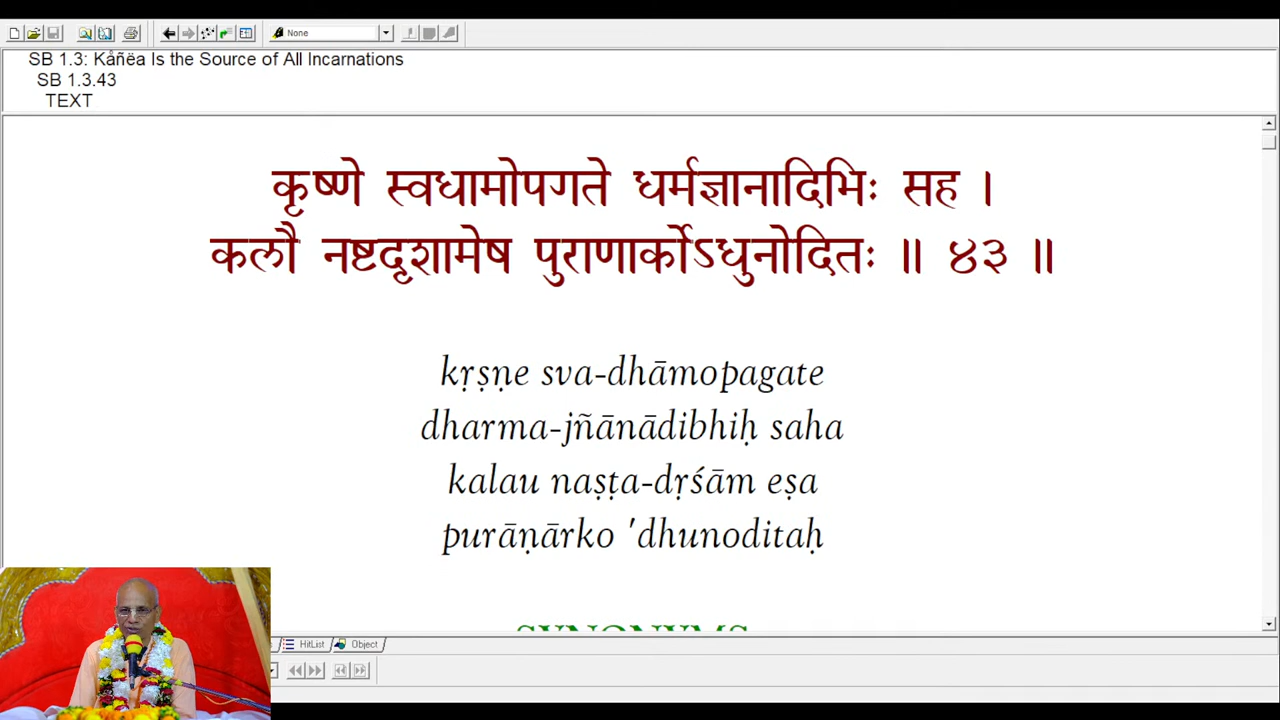 None
SB 1.3: Kåñëa Is the Source of All Incarnations
SB 1.3.43
TEXT
कृष्णे स्वधामोपगते धर्मज्ञानादिभिः सह ।
कलौ नष्टदृशामेष पुराणार्कोऽधुनोदितः ॥ ४३ ॥
kṛṣṇe sva-dhāmopagate
dharma-jñānādibhiḥ saha
kalau naṣṭa-dṛśām eṣa
purāṇārko 'dhunoditaḥ
SYNONYMS
HitList Object